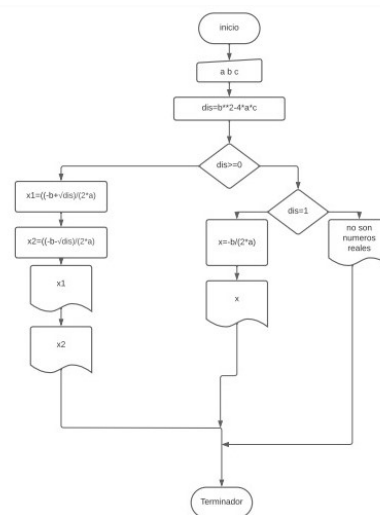 inicio
a b c
dis=b**2-4*a*c
dis>=0
x1=((-b+√dis)/(2*a)
dis=1
x2=((-b-√dis)/(2*a)
x=-b/(2*a)
no son
numeros
reales
x1
x
x2
Terminador